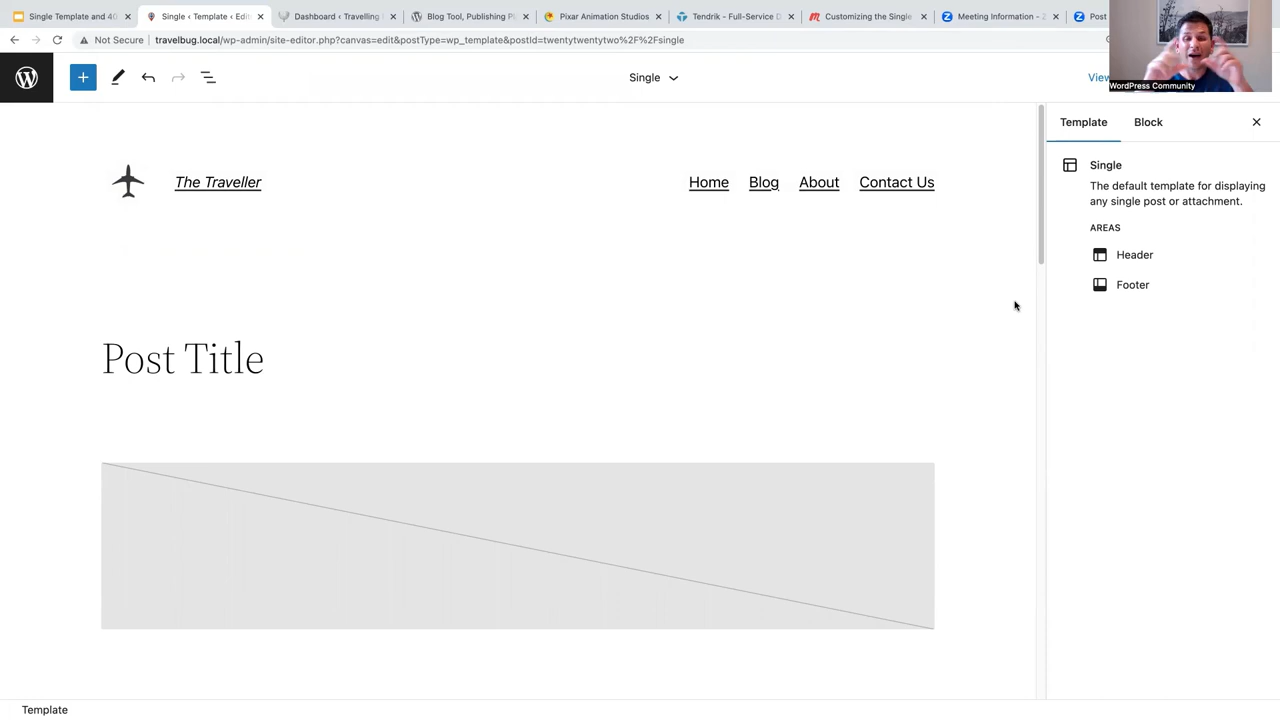 Single Template and 40
Single ‹ Template ‹ Edit
Dashboard ‹ Travelling
Blog Tool, Publishing Pl
Pixar Animation Studios
Tendrik - Full-Service D
Customizing the Single
Meeting Information - Z
Post
Not Secure
travelbug.local/wp-admin/site-editor.php?canvas=edit&postType=wp_template&postId=twentytwentytwo%2F%2Fsingle
Single
View
WordPress Community
Template
Block
The Traveller
Home
Blog
About
Contact Us
Single
The default template for displaying
any single post or attachment.
AREAS
Header
Footer
Post Title
Template